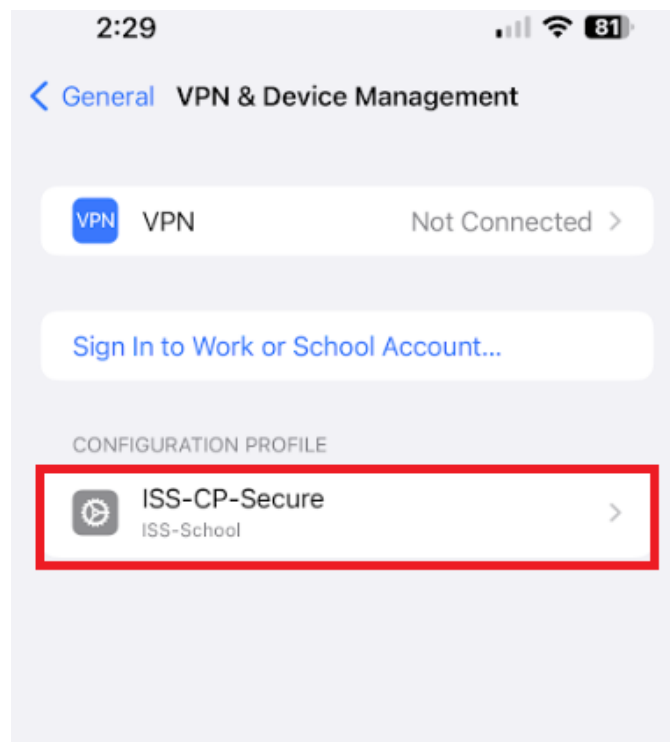 2:29
81
General
VPN & Device Management
VPN
VPN
Not Connected
Sign In to Work or School Account...
CONFIGURATION PROFILE
ISS-CP-Secure
ISS-School